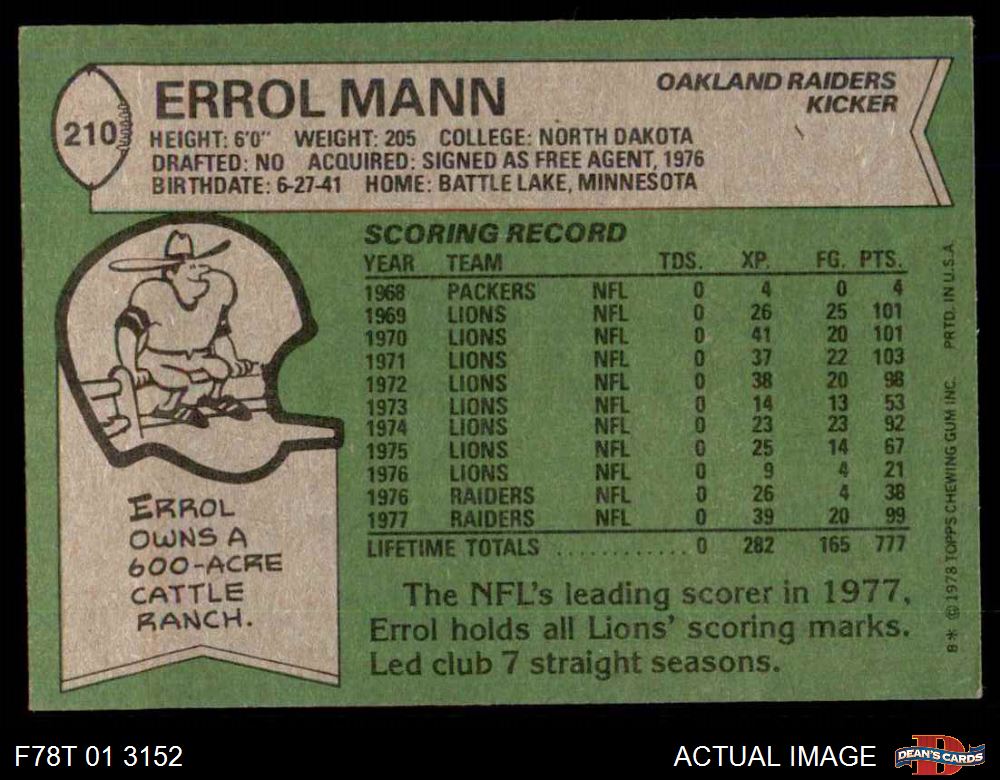 210
ERROL MANN
OAKLAND RAIDERS
KICKER
HEIGHT: 6'0" WEIGHT: 205 COLLEGE: NORTH DAKOTA
DRAFTED: NO ACQUIRED: SIGNED AS FREE AGENT, 1976
BIRTHDATE: 6-27-41 HOME: BATTLE LAKE, MINNESOTA
SCORING RECORD
YEAR TEAM TDS. XP. FG. PTS.
1968 PACKERS NFL 0 4 0 4
1969 LIONS NFL 0 26 25 101
1970 LIONS NFL 0 41 20 101
1971 LIONS NFL 0 37 22 103
1972 LIONS NFL 0 38 20 98
1973 LIONS NFL 0 14 13 53
1974 LIONS NFL 0 23 23 92
1975 LIONS NFL 0 25 14 67
1976 LIONS NFL 0 9 4 21
1976 RAIDERS NFL 0 26 4 38
1977 RAIDERS NFL 0 39 20 99
LIFETIME TOTALS ............ 0 282 165 777
The NFL's leading scorer in 1977,
Errol holds all Lions' scoring marks.
Led club 7 straight seasons.
ERROL
OWNS A
600-ACRE
CATTLE
RANCH.
8* © 1978 TOPPS CHEWING GUM INC. PRTD. IN U.S.A
F78T 01 3152
ACTUAL IMAGE
D
DEAN'S CARDS